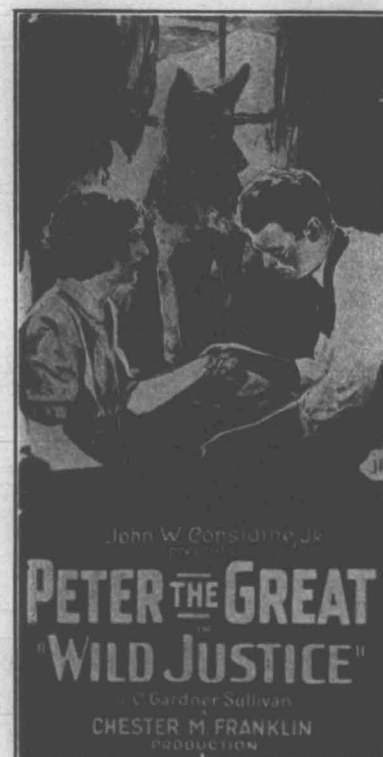 John W. Considine, Jr.
presents
PETER THE GREAT
IN
"WILD JUSTICE"
C. Gardner Sullivan
A
CHESTER M. FRANKLIN
PRODUCTION